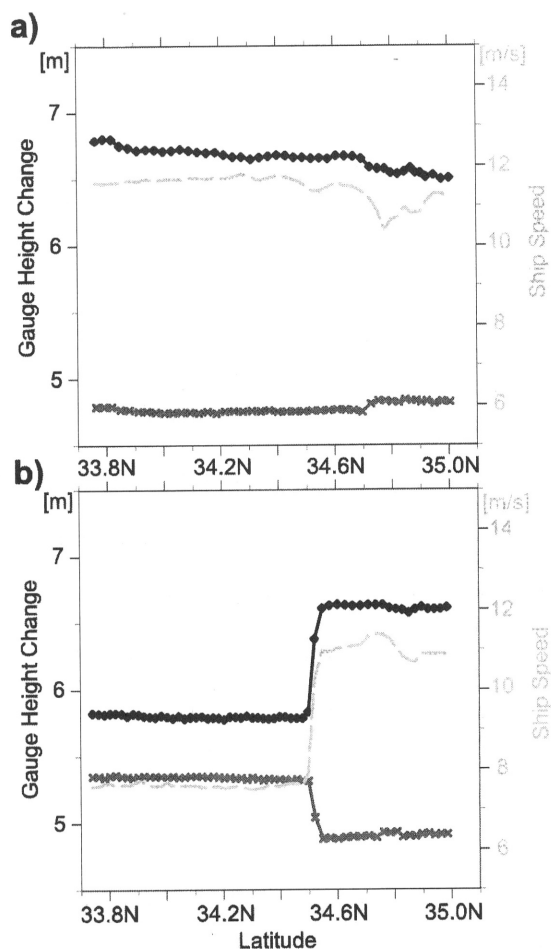 a)
[m] [m/s]
14
7
12
Gauge Height Change
6
10
Ship Speed
8
5
6
33.8N 34.2N 34.6N 35.0N
b)
[m] [m/s]
14
7
12
Gauge Height Change
6
10
Ship Speed
8
5
6
33.8N 34.2N 34.6N 35.0N
Latitude